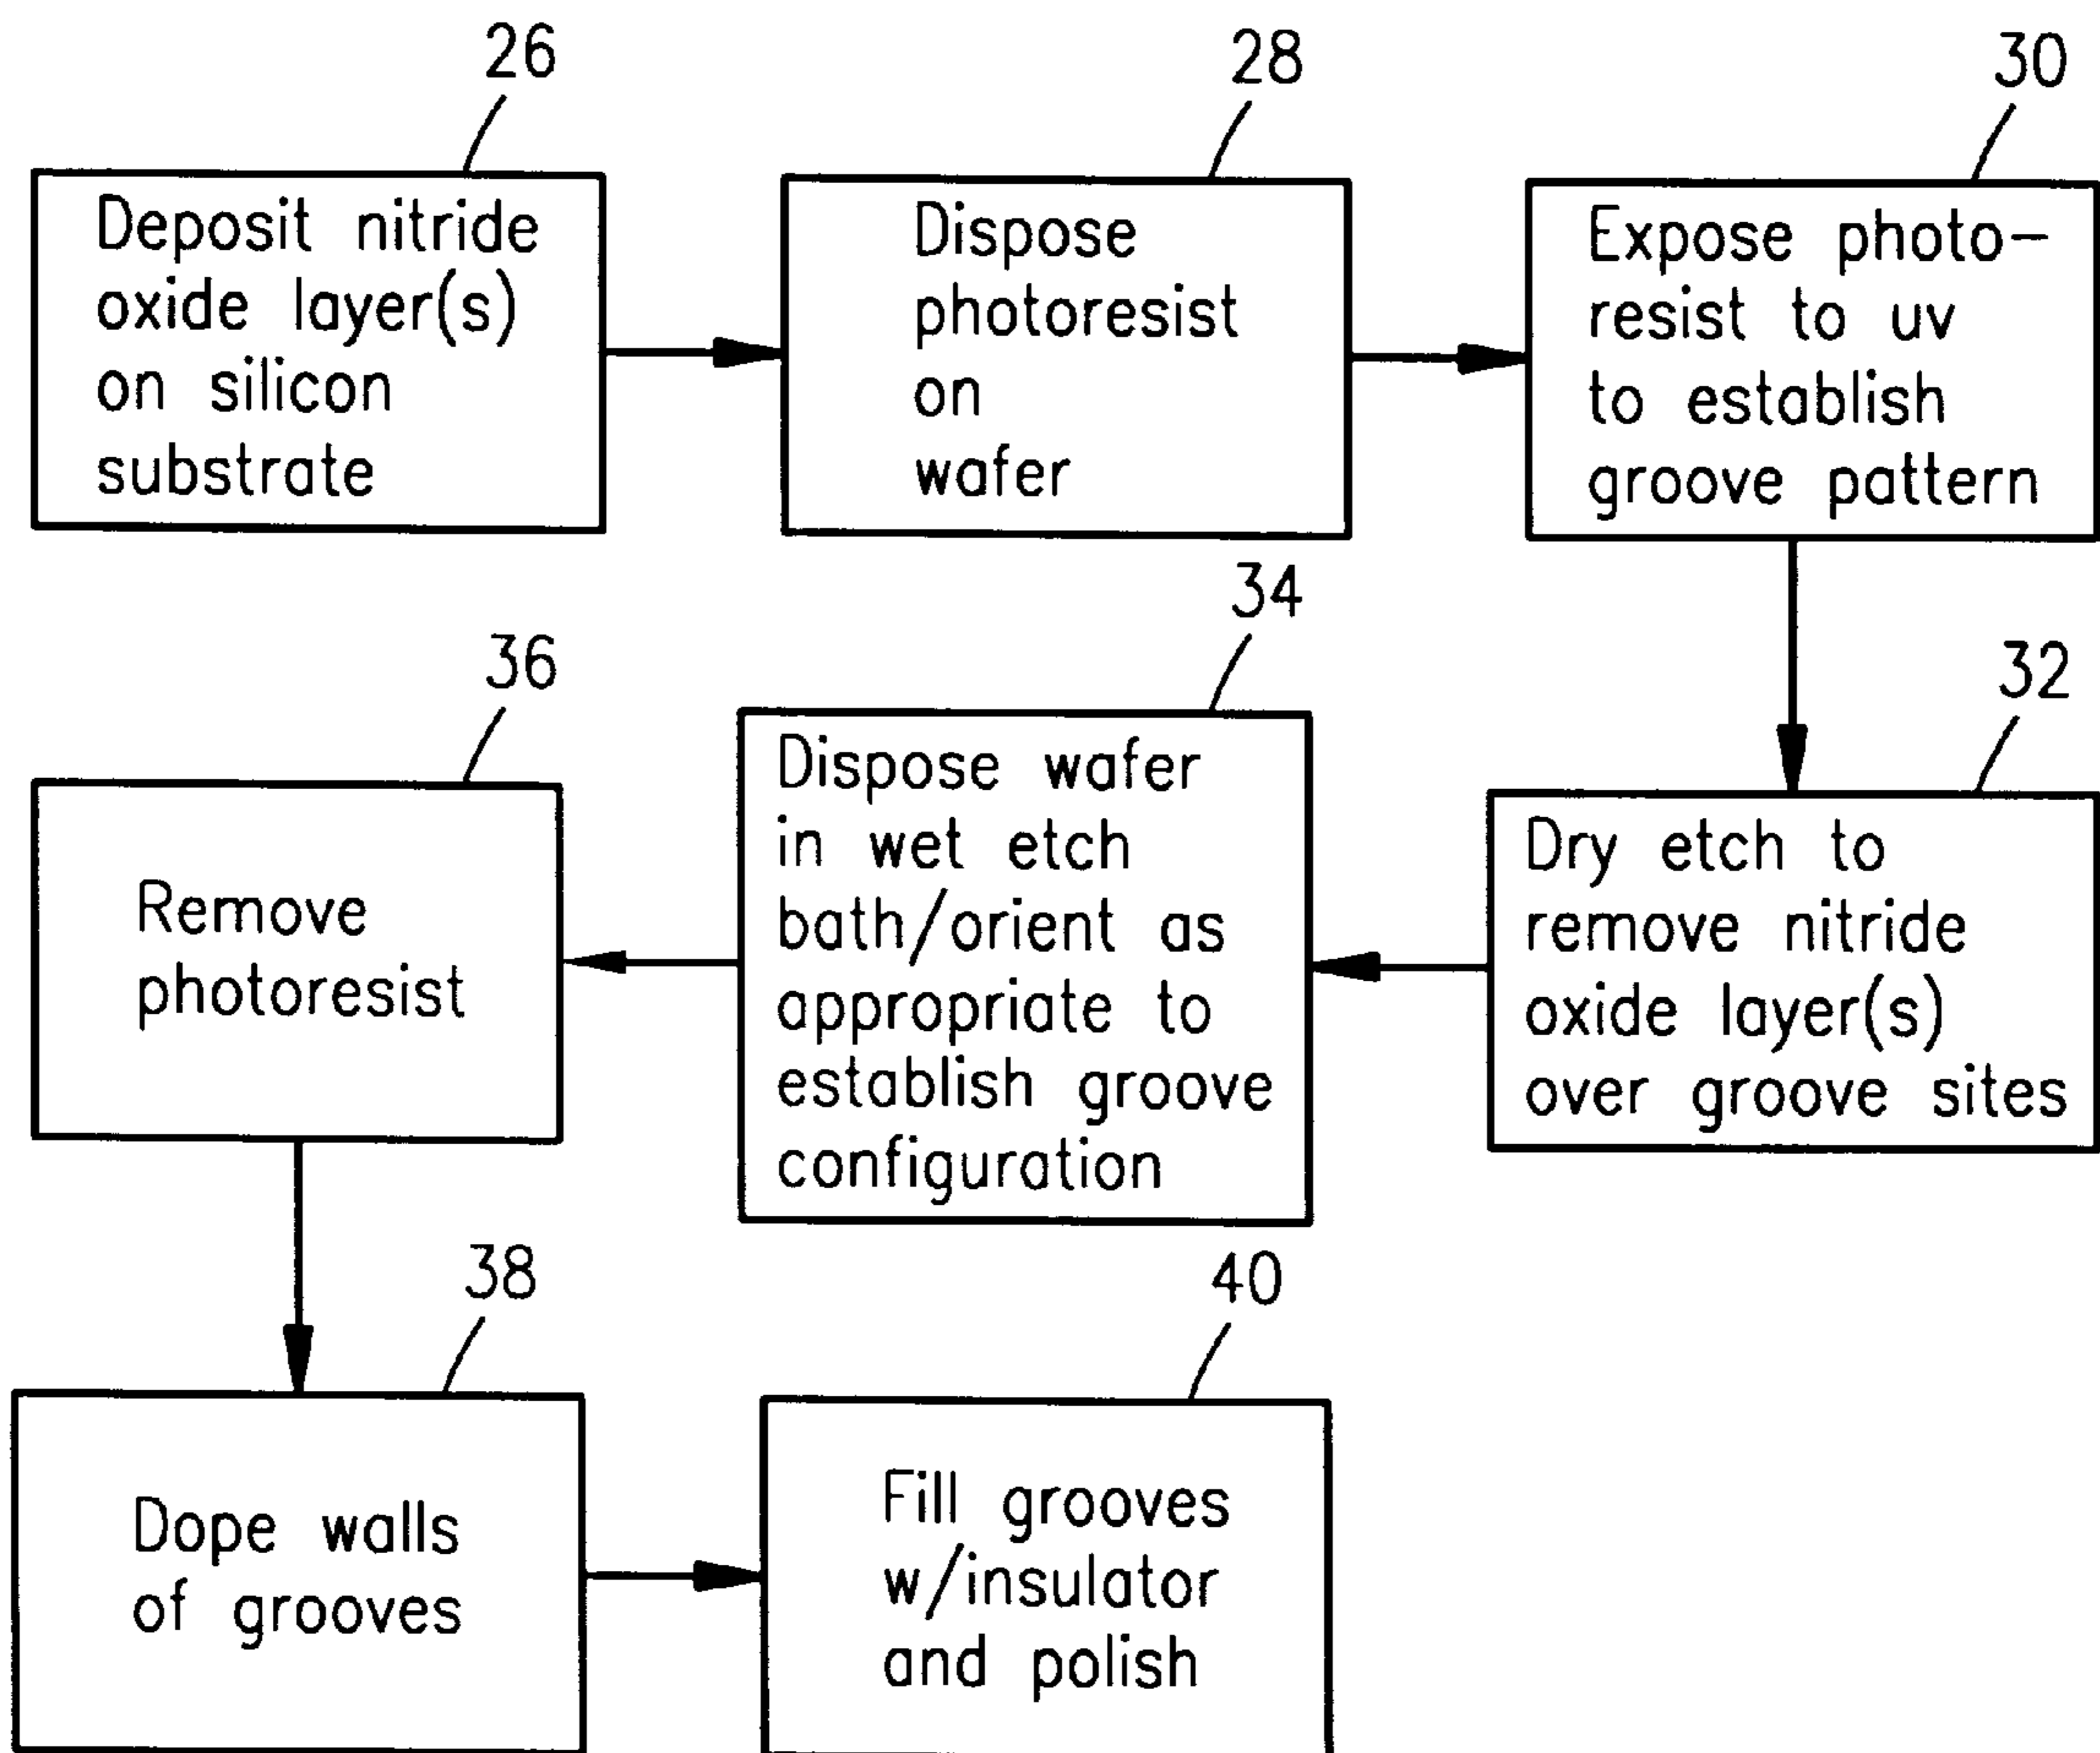 26
Deposit nitride
oxide layer(s)
on silicon
substrate
28
Dispose
photoresist
on
wafer
30
Expose photo-
resist to uv
to establish
groove pattern
32
Dry etch to
remove nitride
oxide layer(s)
over groove sites
34
Dispose wafer
in wet etch
bath/orient as
appropriate to
establish groove
configuration
36
Remove
photoresist
38
Dope walls
of grooves
40
Fill grooves
w/insulator
and polish